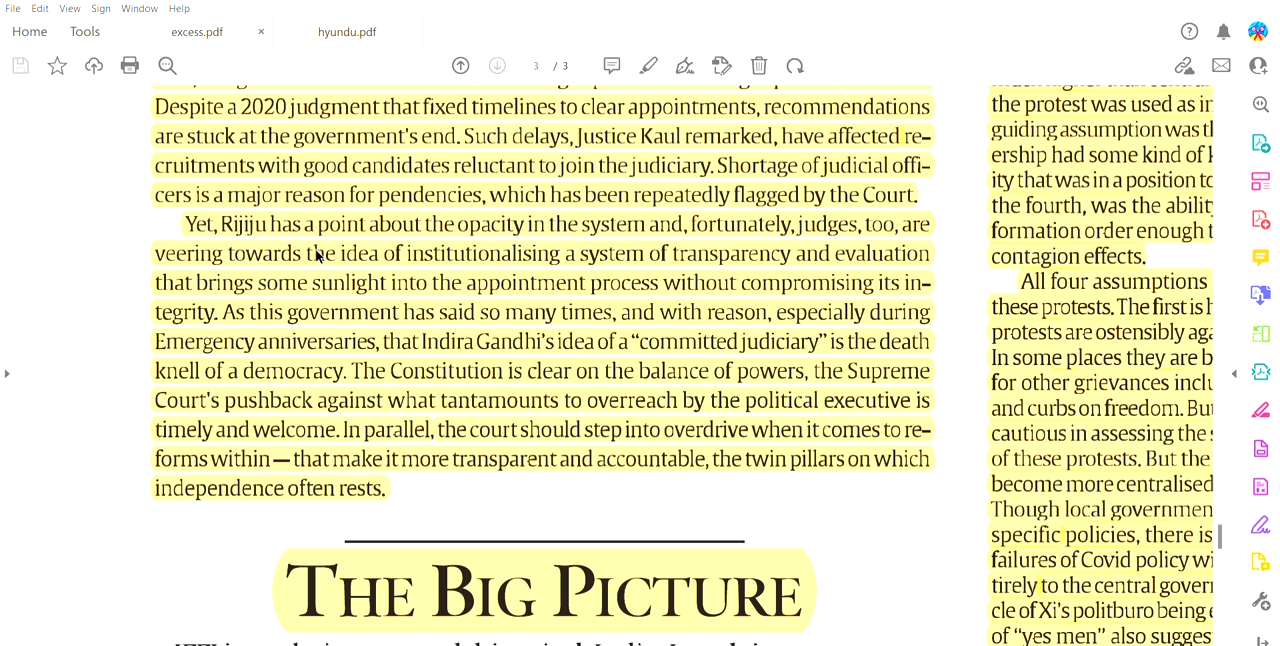 File Edit View Sign Window Help
Home Tools excess.pdf × hyundu.pdf
3 / 3
Despite a 2020 judgment that fixed timelines to clear appointments, recommendations
are stuck at the government's end. Such delays, Justice Kaul remarked, have affected re-
cruitments with good candidates reluctant to join the judiciary. Shortage of judicial offi-
cers is a major reason for pendencies, which has been repeatedly flagged by the Court.
Yet, Rijiju has a point about the opacity in the system and, fortunately, judges, too, are
veering towards the idea of institutionalising a system of transparency and evaluation
that brings some sunlight into the appointment process without compromising its in-
tegrity. As this government has said so many times, and with reason, especially during
Emergency anniversaries, that Indira Gandhi's idea of a “committed judiciary” is the death
knell of a democracy. The Constitution is clear on the balance of powers, the Supreme
Court's pushback against what tantamounts to overreach by the political executive is
timely and welcome. In parallel, the court should step into overdrive when it comes to re-
forms within — that make it more transparent and accountable, the twin pillars on which
independence often rests.
THE BIG PICTURE
the protest was used as in
guiding assumption was th
ership had some kind of
ity that was in a position to
the fourth, was the ability
formation order enough t
contagion effects.
All four assumptions
these protests. The first is h
protests are ostensibly aga
In some places they are b
for other grievances inclu
and curbs on freedom. But
cautious in assessing the s
of these protests. But the
become more centralised
Though local governmen
specific policies, there is
failures of Covid policy wi
tirely to the central govern
cle of Xi's politburo being
of “yes men” also sugges